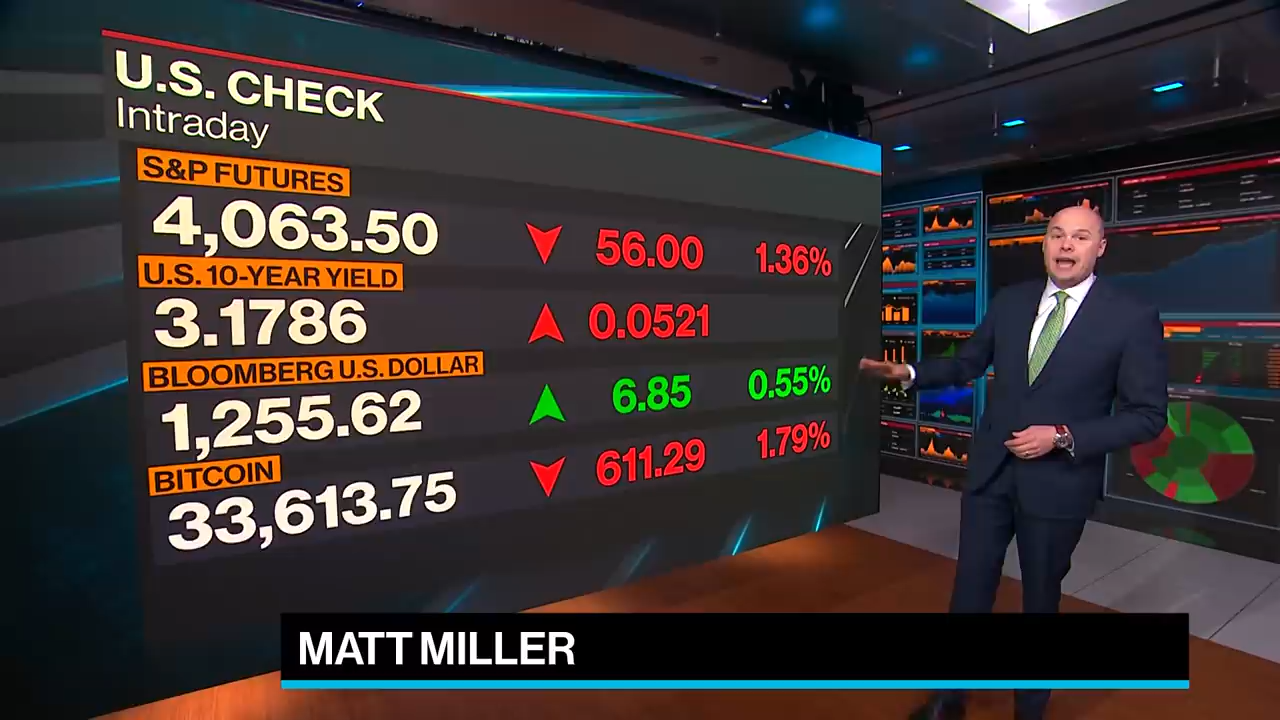 U.S. CHECK
Intraday
S&P FUTURES
4,063.50 56.00 1.36%
U.S. 10-YEAR YIELD
3.1786 0.0521
BLOOMBERG U.S. DOLLAR
1,255.62 6.85 0.55%
BITCOIN
33,613.75 611.29 1.79%
MATT MILLER